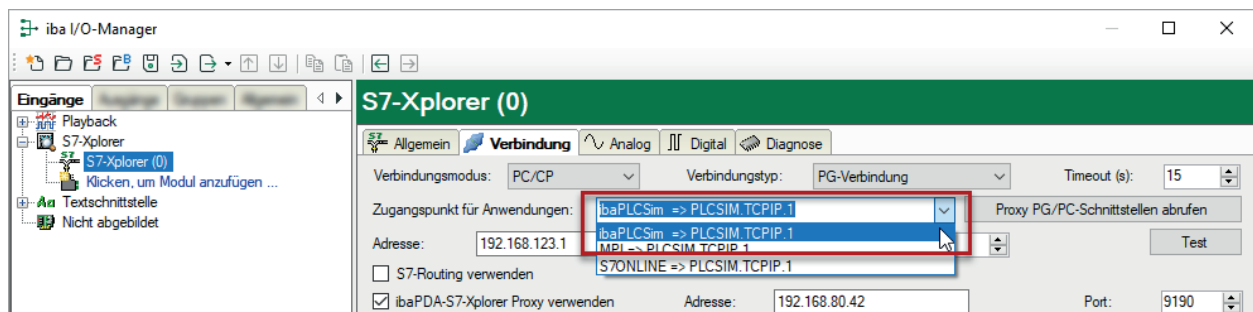 iba I/O-Manager
Eingänge
Playback
S7-Xplorer
S7-Xplorer (0)
Klicken, um Modul anzufügen ...
Textschnittstelle
Nicht abgebildet
S7-Xplorer (0)
Allgemein Verbindung Analog Digital Diagnose
Verbindungsmodus: PC/CP Verbindungstyp: PG-Verbindung Timeout (s): 15
Zugangspunkt für Anwendungen: ibaPLCSim => PLCSIM.TCPIP.1 Proxy PG/PC-Schnittstellen abrufen
ibaPLCSim => PLCSIM.TCPIP.1
Adresse: 192.168.123.1 MPI => PLCSIM.TCPIP.1 Test
S7ONLINE => PLCSIM.TCPIP.1
S7-Routing verwenden
ibaPDA-S7-Xplorer Proxy verwenden Adresse: 192.168.80.42 Port: 9190